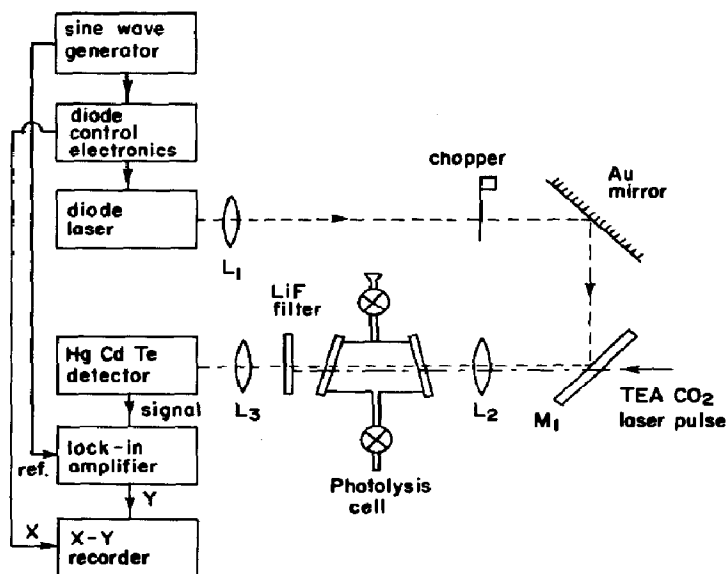 sine wave
generator
diode
control
electronics
diode
laser
L1
chopper
Au
mirror
LiF
filter
Hg Cd Te
detector
L3
L2
M1
TEA CO2
laser pulse
signal
ref.
lock-in
amplifier
Photolysis
cell
X
Y
X-Y
recorder